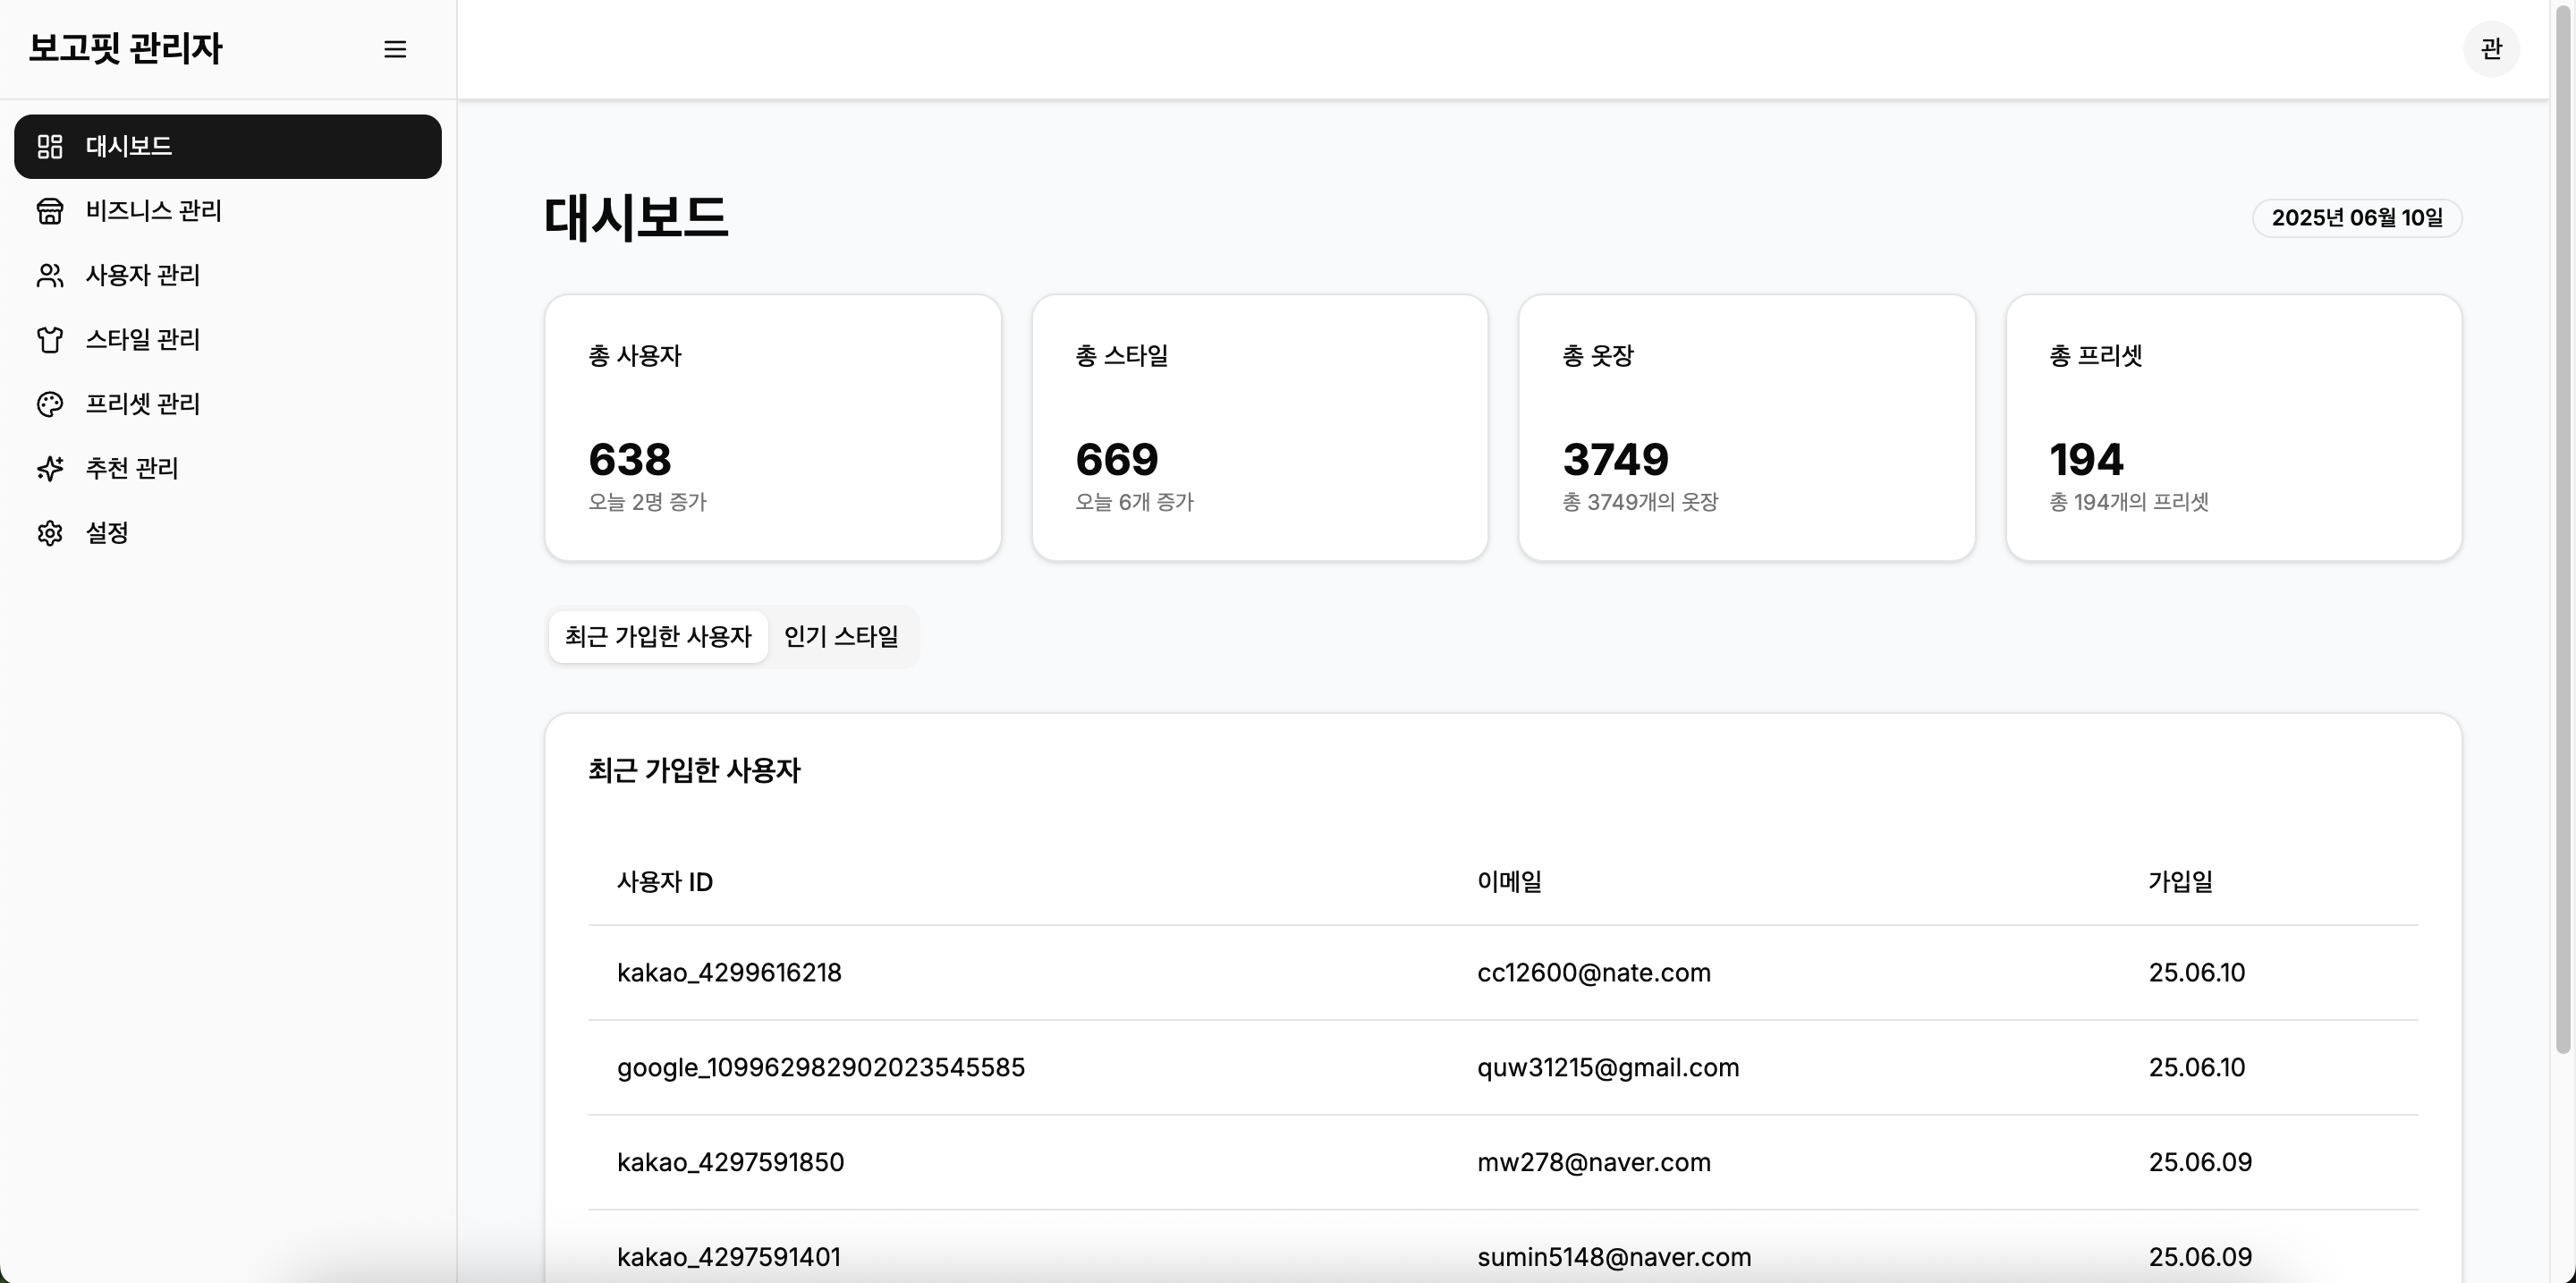 보고핏 관리자
관
대시보드
비즈니스 관리
사용자 관리
스타일 관리
프리셋 관리
추천 관리
설정
대시보드
2025년 06월 10일
총 사용자
638
오늘 2명 증가
총 스타일
669
오늘 6개 증가
총 옷장
3749
총 3749개의 옷장
총 프리셋
194
총 194개의 프리셋
최근 가입한 사용자 인기 스타일
최근 가입한 사용자
사용자 ID 이메일 가입일
kakao_4299616218 cc12600@nate.com 25.06.10
google_109962982902023545585 quw31215@gmail.com 25.06.10
kakao_4297591850 mw278@naver.com 25.06.09
kakao_4297591401 sumin5148@naver.com 25.06.09